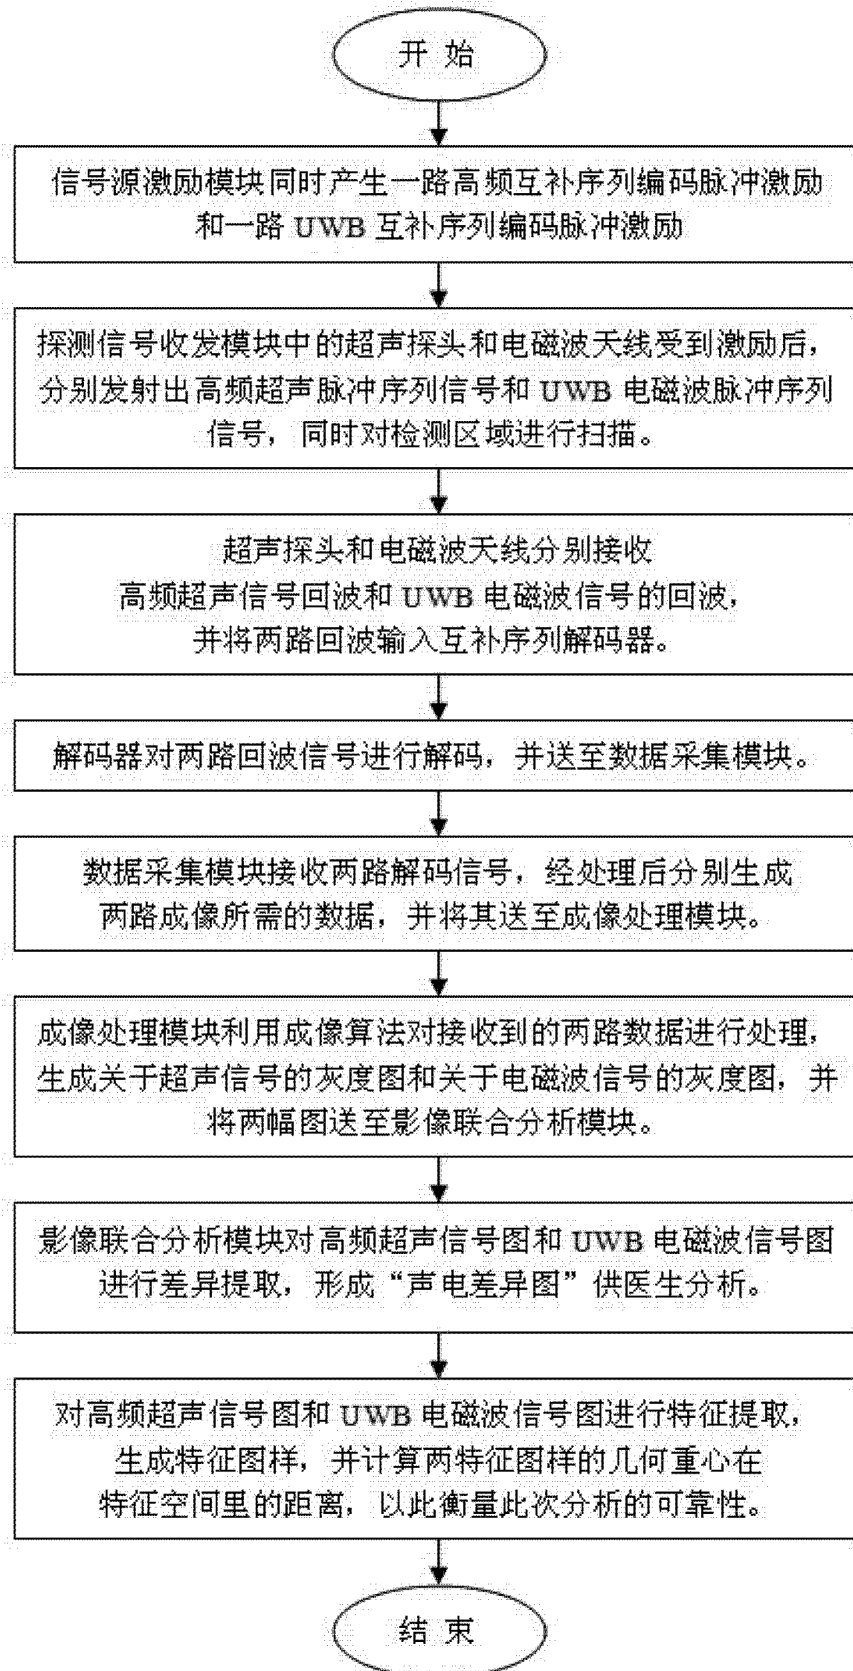 开 始
信号源激励模块同时产生一路高频互补序列编码脉冲激励
和一路 UWB 互补序列编码脉冲激励
探测信号收发模块中的超声探头和电磁波天线受到激励后，
分别发射出高频超声脉冲序列信号和 UWB 电磁波脉冲序列
信号，同时对检测区域进行扫描。
超声探头和电磁波天线分别接收
高频超声信号回波和 UWB 电磁波信号的回波，
并将两路回波输入互补序列解码器。
解码器对两路回波信号进行解码，并送至数据采集模块。
数据采集模块接收两路解码信号，经处理后分别生成
两路成像所需的数据，并将其送至成像处理模块。
成像处理模块利用成像算法对接收到的两路数据进行处理，
生成关于超声信号的灰度图和关于电磁波信号的灰度图，并
将两幅图送至影像联合分析模块。
影像联合分析模块对高频超声信号图和 UWB 电磁波信号图
进行差异提取，形成“声电差异图”供医生分析。
对高频超声信号图和 UWB 电磁波信号图进行特征提取，
生成特征图样，并计算两特征图样的几何重心在
特征空间里的距离，以此衡量此次分析的可靠性。
结 束